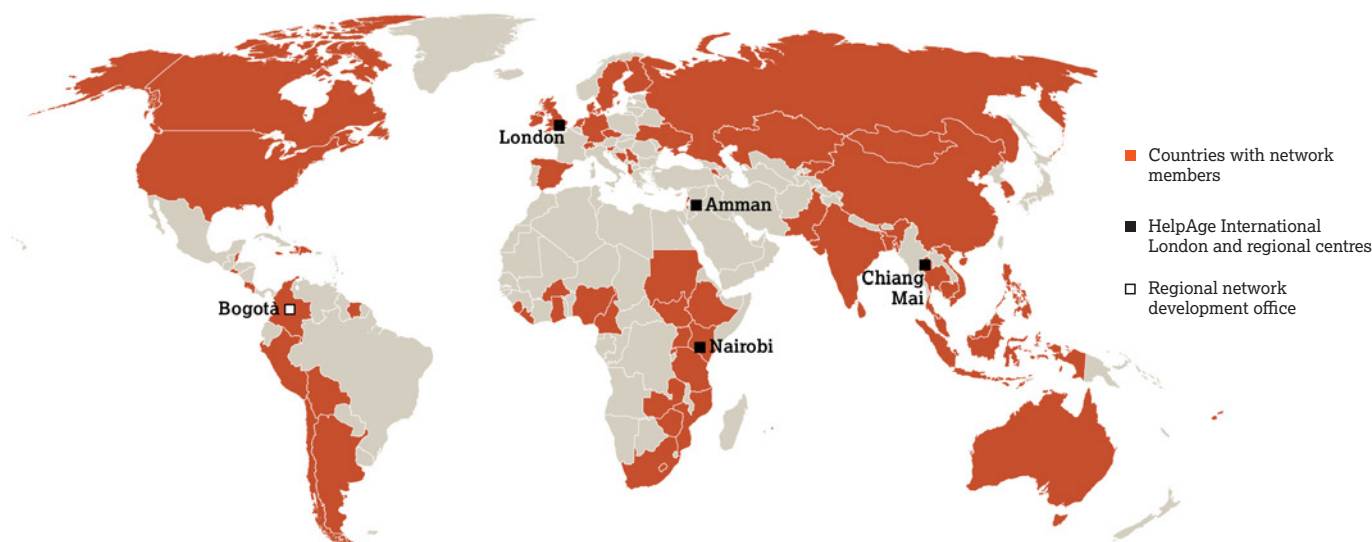 London
Amman
Chiang
Mai
Bogotà
Nairobi
Countries with network
members
HelpAge International
London and regional centres
Regional network
development office